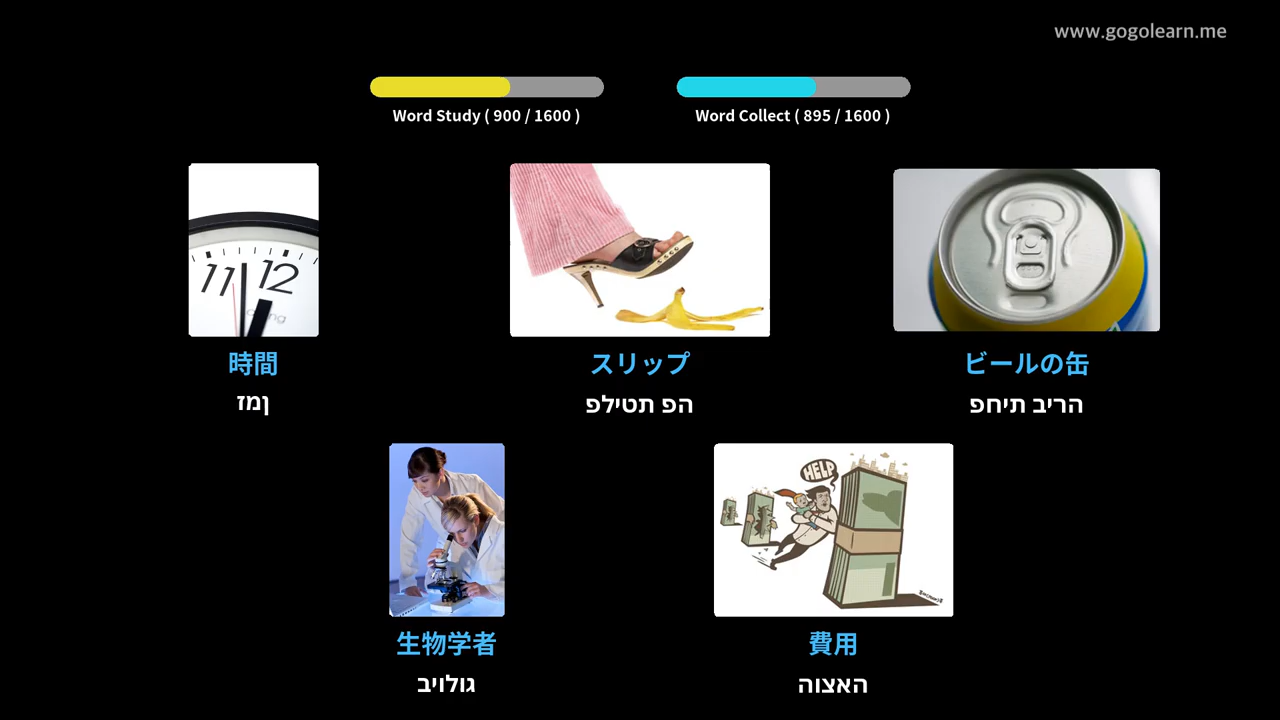 www.gogolearn.me
Word Study ( 900 / 1600 )
Word Collect ( 895 / 1600 )
時間
ןמז
スリップ
הפ תטילפ
ビールの缶
הריב תיחפ
生物学者
גולויב
HELP
費用
האצוה